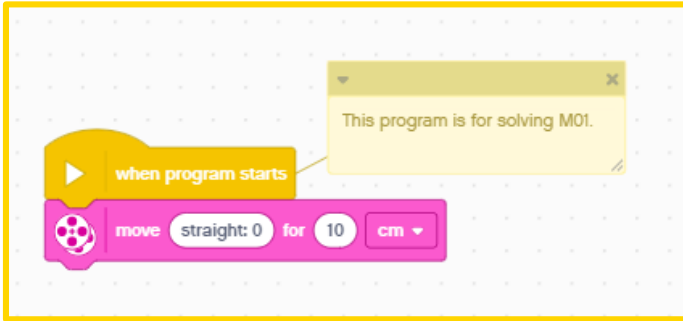 This program is for solving M01.
when program starts
move straight: 0 for 10 cm